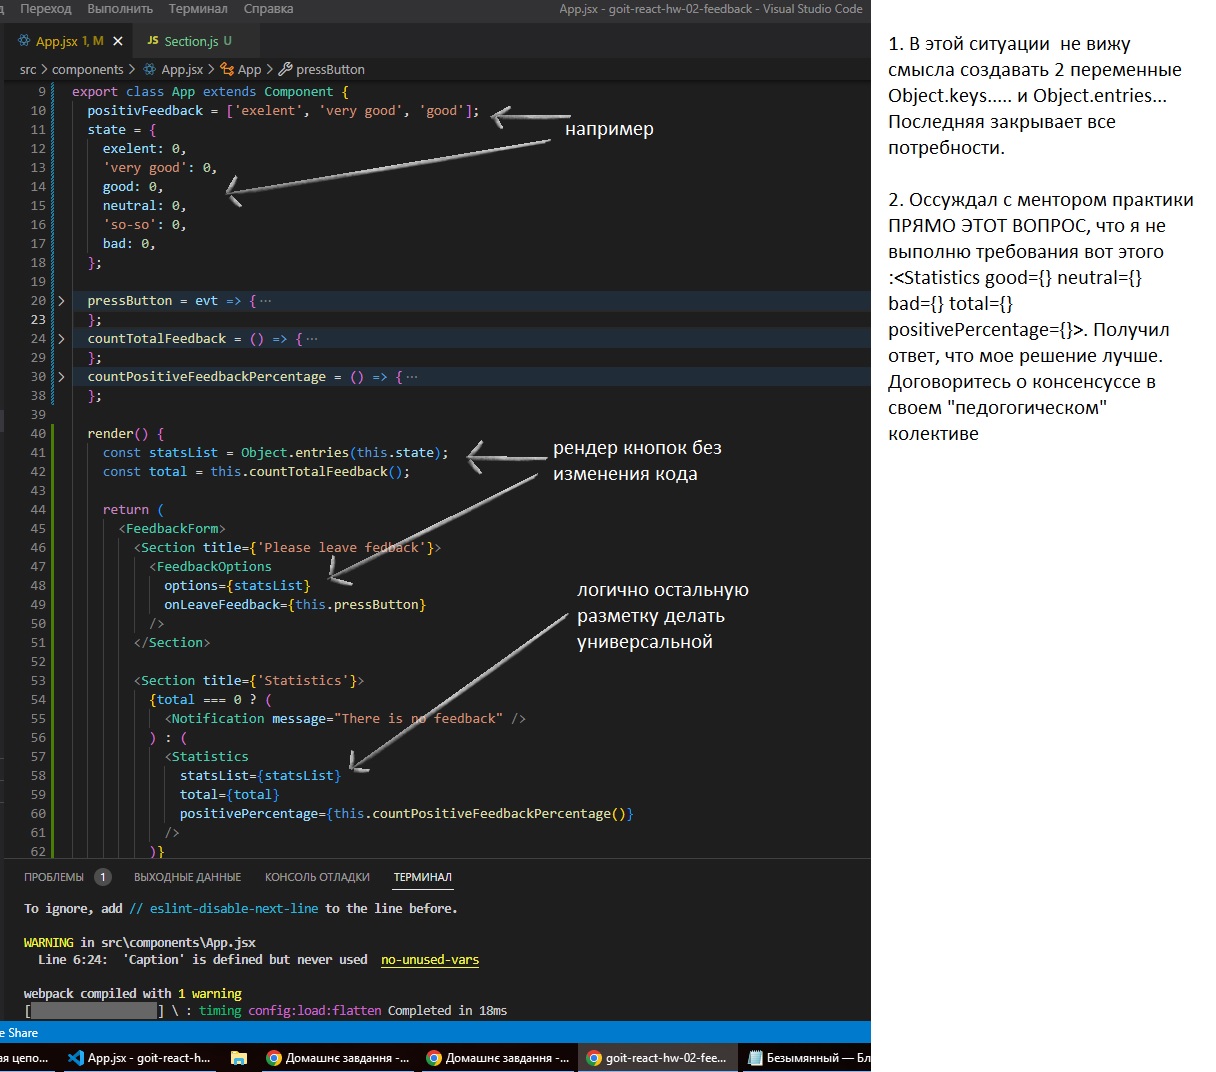 Переход Выполнить Терминал Справка App.jsx - goit-react-hw-02-feedback - Visual Studio Code
App.jsx 1, M JS Section.js U
src > components > App.jsx > App > pressButton
9 export class App extends Component {
10 positivFeedback = ['exelent', 'very good', 'good'];
11 state = {
12 exelent: 0,
13 'very good': 0,
14 good: 0,
15 neutral: 0,
16 'so-so': 0,
17 bad: 0,
18 };
19
20 > pressButton = evt => { ...
23 };
24 > countTotalFeedback = () => { ...
29 };
30 > countPositiveFeedbackPercentage = () => { ...
38 };
39
40 render() {
41 const statsList = Object.entries(this.state);
42 const total = this.countTotalFeedback();
43
44 return (
45 <FeedbackForm>
46 <Section title={'Please leave fedback'}>
47 <FeedbackOptions
48 options={statsList}
49 onLeaveFeedback={this.pressButton}
50 />
51 </Section>
52
53 <Section title={'Statistics'}>
54 {total === 0 ? (
55 <Notification message="There is no feedback" />
56 ) : (
57 <Statistics
58 statsList={statsList}
59 total={total}
60 positivePercentage={this.countPositiveFeedbackPercentage()}
61 />
62 )}
например
рендер кнопок без
изменения кода
логично остальную
разметку делать
универсальной
ПРОБЛЕМЫ 1 ВЫХОДНЫЕ ДАННЫЕ КОНСОЛЬ ОТЛАДКИ ТЕРМИНАЛ
To ignore, add // eslint-disable-next-line to the line before.
WARNING in src\components\App.jsx
Line 6:24: 'Caption' is defined but never used no-unused-vars
webpack compiled with 1 warning
[ ] \ : timing config:load:flatten Completed in 18ms
e Share
ая цепо... App.jsx - goit-react-h... Домашнє завдання -... Домашнє завдання -... goit-react-hw-02-fee... Безымянный — Бл
1. В этой ситуации не вижу
смысла создавать 2 переменные
Object.keys..... и Object.entries...
Последняя закрывает все
потребности.
2. Оссуждал с ментором практики
ПРЯМО ЭТОТ ВОПРОС, что я не
выполню требования вот этого
:<Statistics good={} neutral={}
bad={} total={}
positivePercentage={}>. Получил
ответ, что мое решение лучше.
Договоритесь о консенсуссе в
своем "педогогическом"
колективе